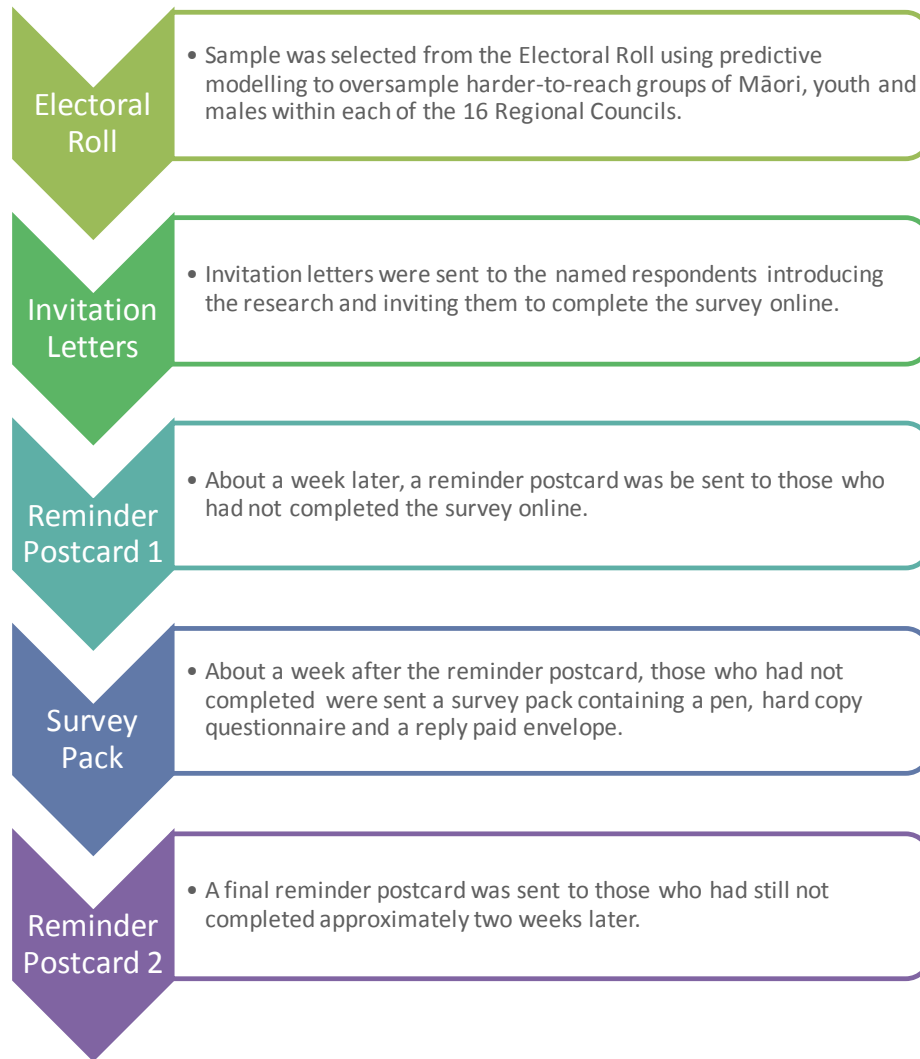 Electoral
Roll
• Sample was selected from the Electoral Roll using predictive
modelling to oversample harder-to-reach groups of Māori, youth and
males within each of the 16 Regional Councils.
Invitation
Letters
• Invitation letters were sent to the named respondents introducing
the research and inviting them to complete the survey online.
Reminder
Postcard 1
• About a week later, a reminder postcard was be sent to those who
had not completed the survey online.
Survey
Pack
• About a week after the reminder postcard, those who had not
completed were sent a survey pack containing a pen, hard copy
questionnaire and a reply paid envelope.
Reminder
Postcard 2
• A final reminder postcard was sent to those who had still not
completed approximately two weeks later.